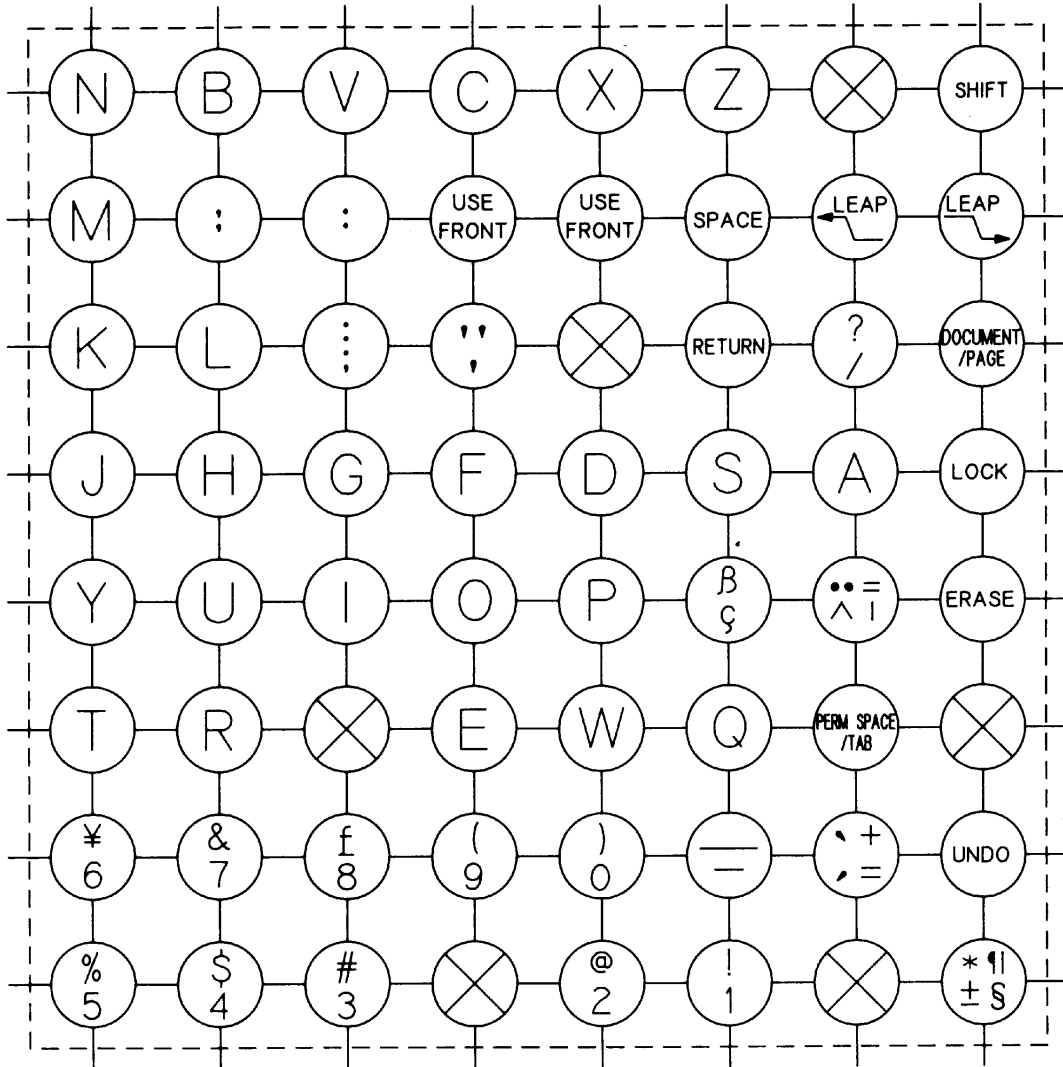 N B V C X Z SHIFT
M ; : USE FRONT USE FRONT SPACE LEAP LEAP
K L " , RETURN ? / DOCUMENT /PAGE
J H G F D S A LOCK
Y U I O P ß ç •• = ^ | ERASE
T R E W Q PERM SPACE /TAB
¥ 6 & 7 £ 8 ( 9 ) 0 — – ` + ´ = UNDO
% 5 $ 4 # 3 @ 2 ! 1 * ¶ ± §